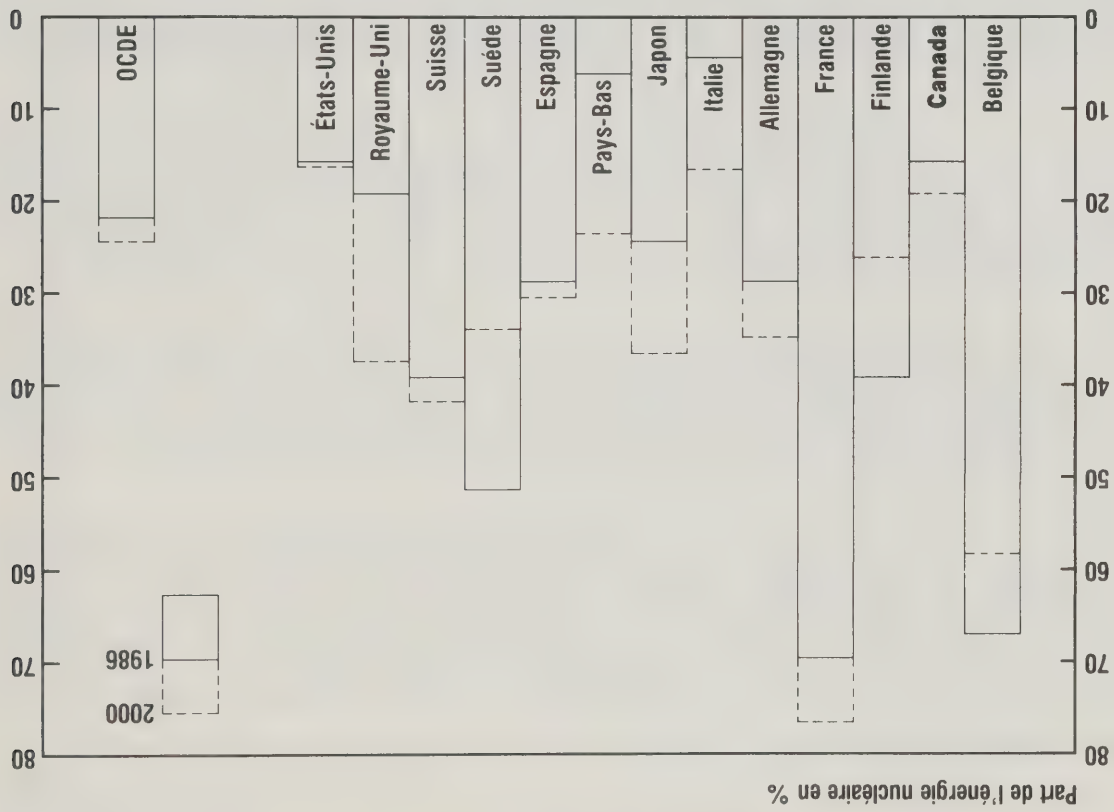 Part de l'énergie nucléaire en %
80 80
2000
70 1986 70
60 60
50 50
40 40
30 30
20 20
10 10
0 0
Belgique
Canada
Finlande
France
Allemagne
Italie
Japon
Pays-Bas
Espagne
Suéde
Suisse
Royaume-Uni
États-Unis
OCDE